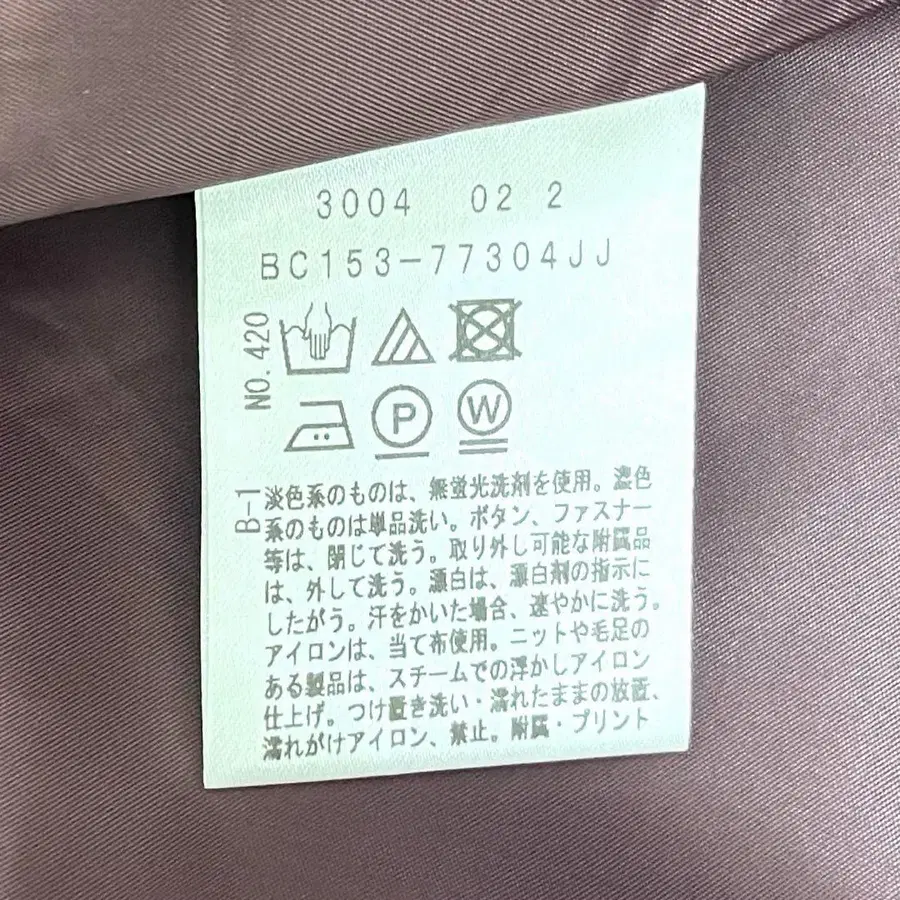 3004 02 2
BC153-77304JJ
NO.420
P W
B-1
淡色系のものは、無蛍光洗剤を使用。濃色
系のものは単品洗い。ボタン、ファスナー
等は、閉じて洗う。取り外し可能な附属品
は、外して洗う。漂白は、漂白剤の指示に
したがう。汗をかいた場合、速やかに洗う。
アイロンは、当て布使用。ニットや毛足の
ある製品は、スチームでの浮かしアイロン
仕上げ。つけ置き洗い・濡れたままの放置、
濡れがけアイロン、禁止。附属・プリント